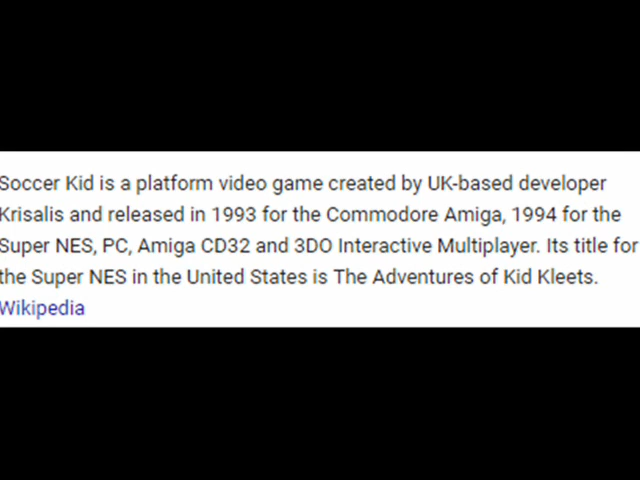 Soccer Kid is a platform video game created by UK-based developer
Krisalis and released in 1993 for the Commodore Amiga, 1994 for the
Super NES, PC, Amiga CD32 and 3DO Interactive Multiplayer. Its title for
the Super NES in the United States is The Adventures of Kid Kleets.
Wikipedia